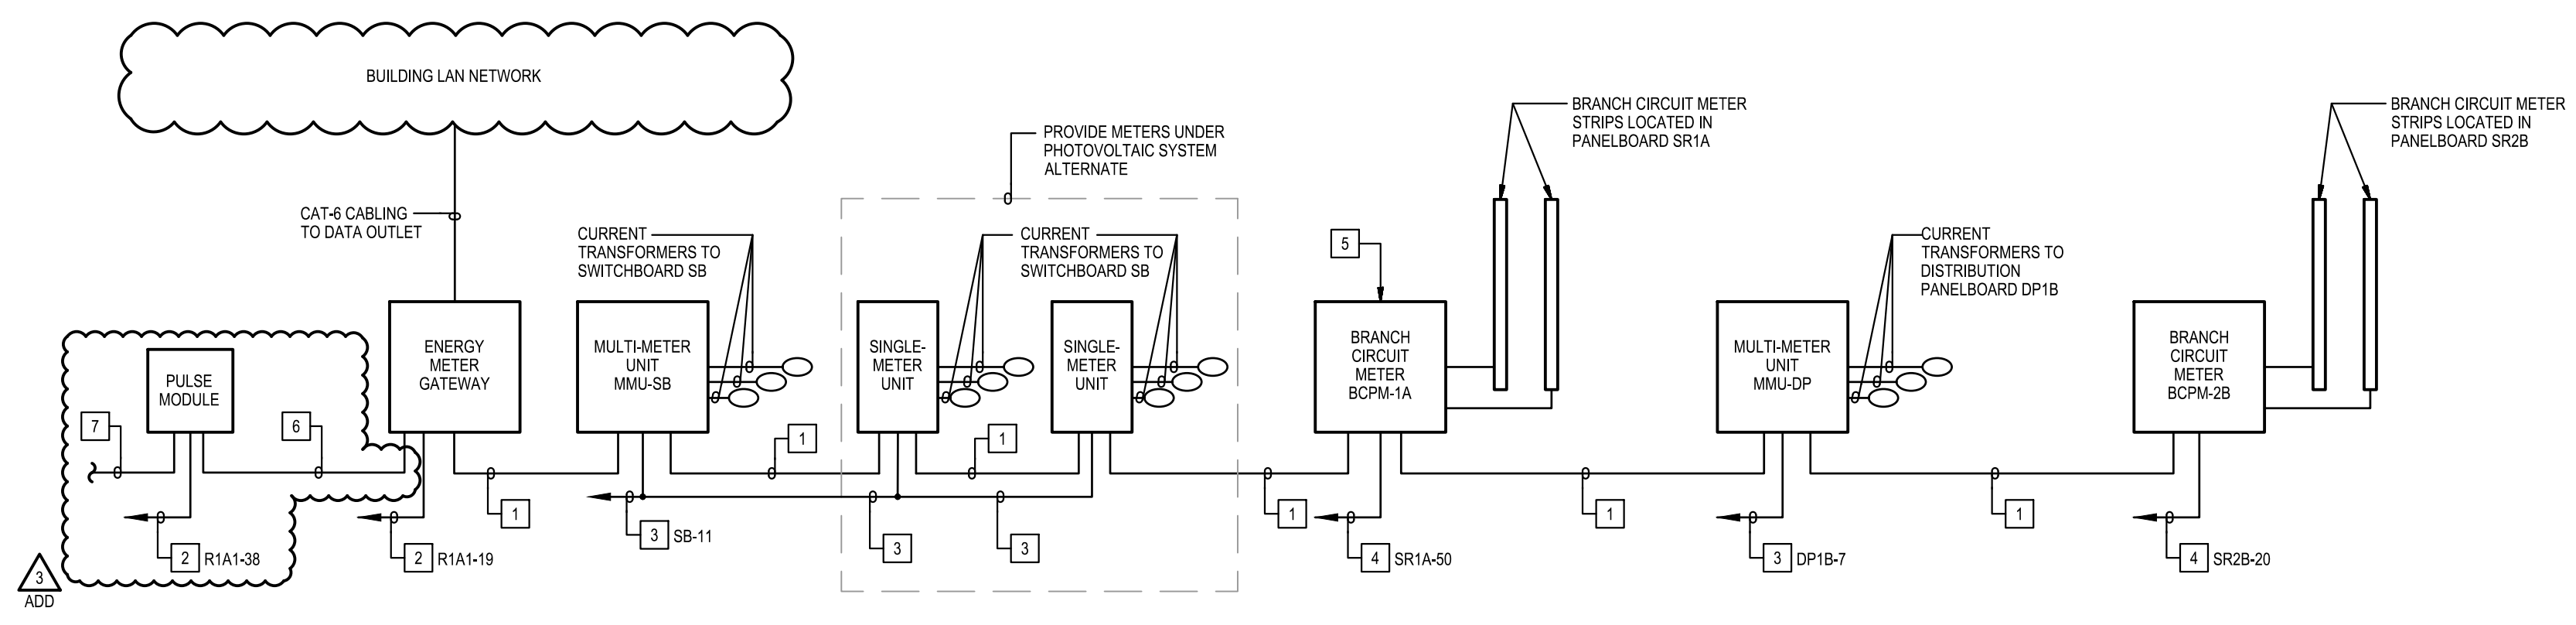 BUILDING LAN NETWORK
CAT-6 CABLING
TO DATA OUTLET
CURRENT
TRANSFORMERS TO
SWITCHBOARD SB
PROVIDE METERS UNDER
PHOTOVOLTAIC SYSTEM
ALTERNATE
CURRENT
TRANSFORMERS TO
SWITCHBOARD SB
BRANCH CIRCUIT METER
STRIPS LOCATED IN
PANELBOARD SR1A
CURRENT
TRANSFORMERS TO
DISTRIBUTION
PANELBOARD DP1B
BRANCH CIRCUIT METER
STRIPS LOCATED IN
PANELBOARD SR2B
5
PULSE
MODULE
ENERGY
METER
GATEWAY
MULTI-METER
UNIT
MMU-SB
SINGLE-
METER
UNIT
SINGLE-
METER
UNIT
BRANCH
CIRCUIT
METER
BCPM-1A
MULTI-METER
UNIT
MMU-DP
BRANCH
CIRCUIT
METER
BCPM-2B
7
6
1
1
1
1
1
1
3 SB-11
3
3
2 R1A1-38
2 R1A1-19
4 SR1A-50
3 DP1B-7
4 SR2B-20
3
ADD